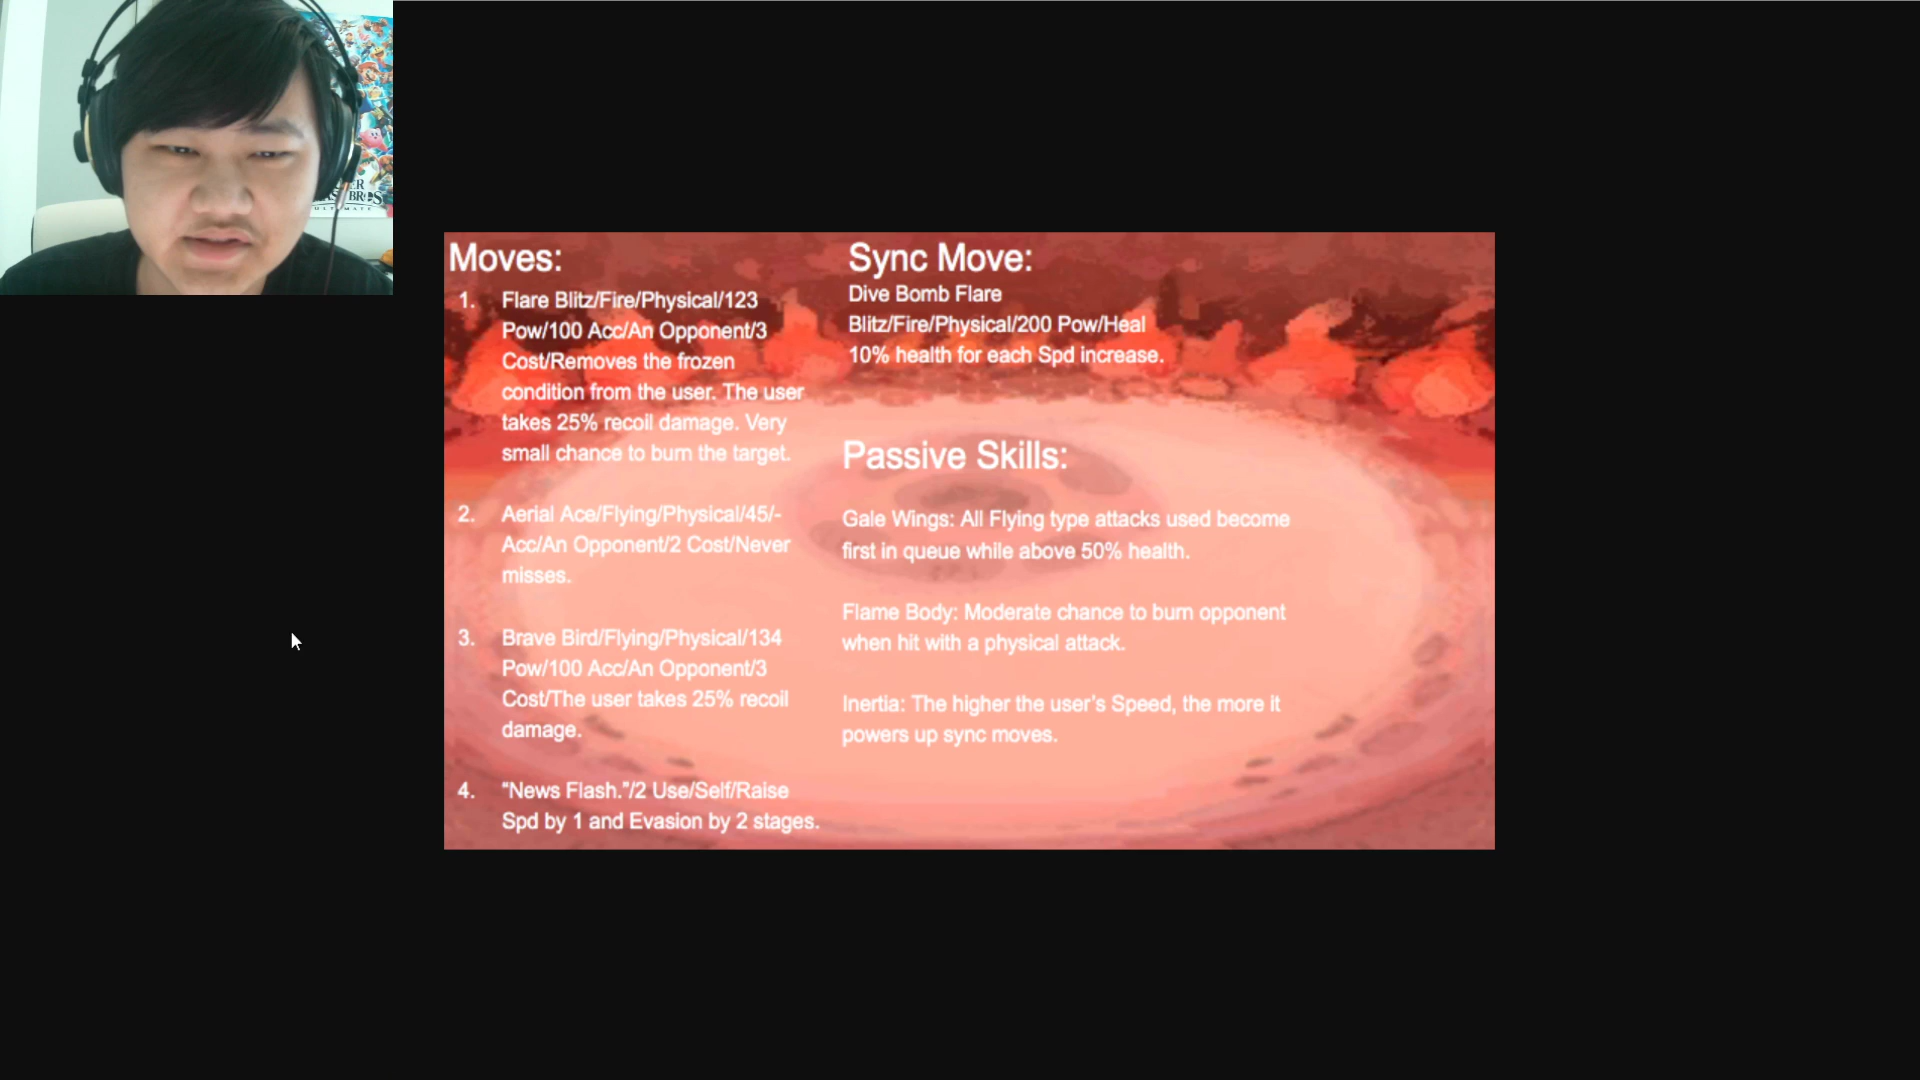 Moves:
1. Flare Blitz/Fire/Physical/123
Pow/100 Acc/An Opponent/3
Cost/Removes the frozen
condition from the user. The user
takes 25% recoil damage. Very
small chance to burn the target.
2. Aerial Ace/Flying/Physical/45/-
Acc/An Opponent/2 Cost/Never
misses.
3. Brave Bird/Flying/Physical/134
Pow/100 Acc/An Opponent/3
Cost/The user takes 25% recoil
damage.
4. “News Flash.”/2 Use/Self/Raise
Spd by 1 and Evasion by 2 stages.
Sync Move:
Dive Bomb Flare
Blitz/Fire/Physical/200 Pow/Heal
10% health for each Spd increase.
Passive Skills:
Gale Wings: All Flying type attacks used become
first in queue while above 50% health.
Flame Body: Moderate chance to burn opponent
when hit with a physical attack.
Inertia: The higher the user’s Speed, the more it
powers up sync moves.